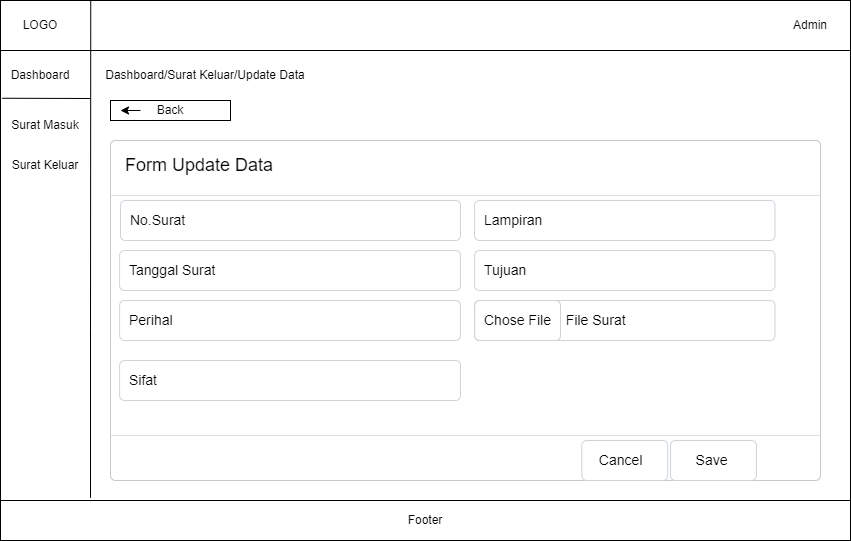 LOGO
Admin
Dashboard
Dashboard/Surat Keluar/Update Data
Back
Surat Masuk
Surat Keluar
Form Update Data
No.Surat
Lampiran
Tanggal Surat
Tujuan
Perihal
Chose File
File Surat
Sifat
Cancel
Save
Footer